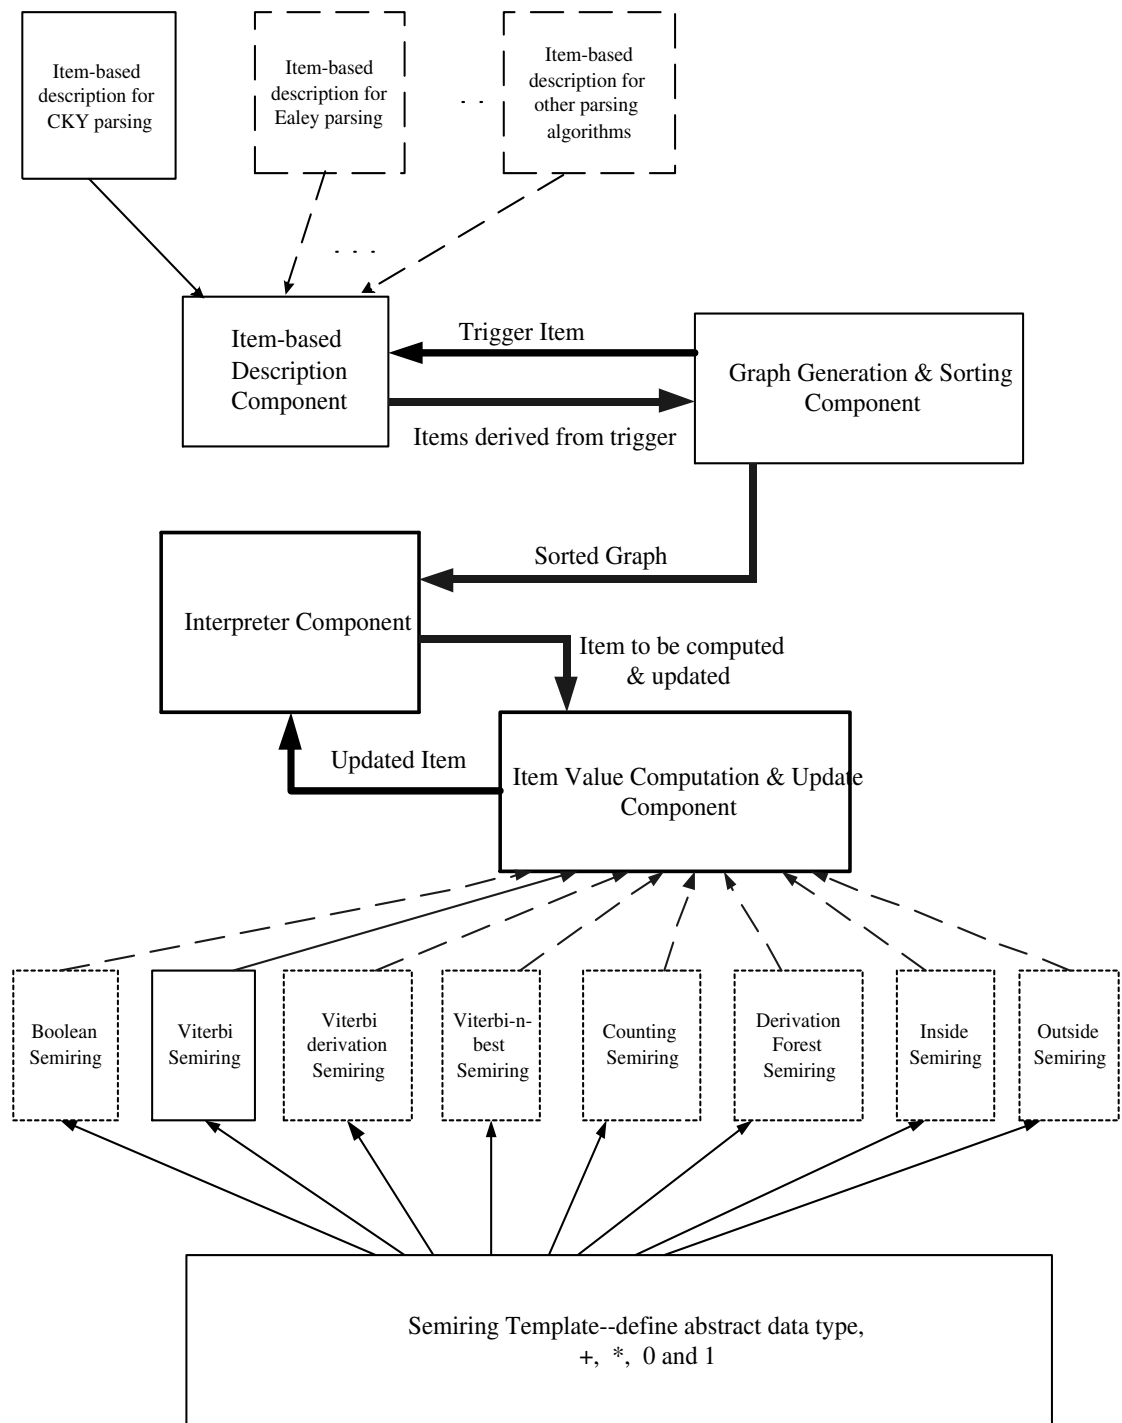 Item-based
description for
CKY parsing
Item-based
description for
Ealey parsing
. .
Item-based
description for
other parsing
algorithms
. . .
Item-based
Description
Component
Trigger Item
Items derived from trigger
Graph Generation & Sorting
Component
Sorted Graph
Interpreter Component
Item to be computed
& updated
Updated Item
Item Value Computation & Update
Component
Boolean
Semiring
Viterbi
Semiring
Viterbi
derivation
Semiring
Viterbi-n-
best
Semiring
Counting
Semiring
Derivation
Forest
Semiring
Inside
Semiring
Outside
Semiring
Semiring Template--define abstract data type,
+, *, 0 and 1